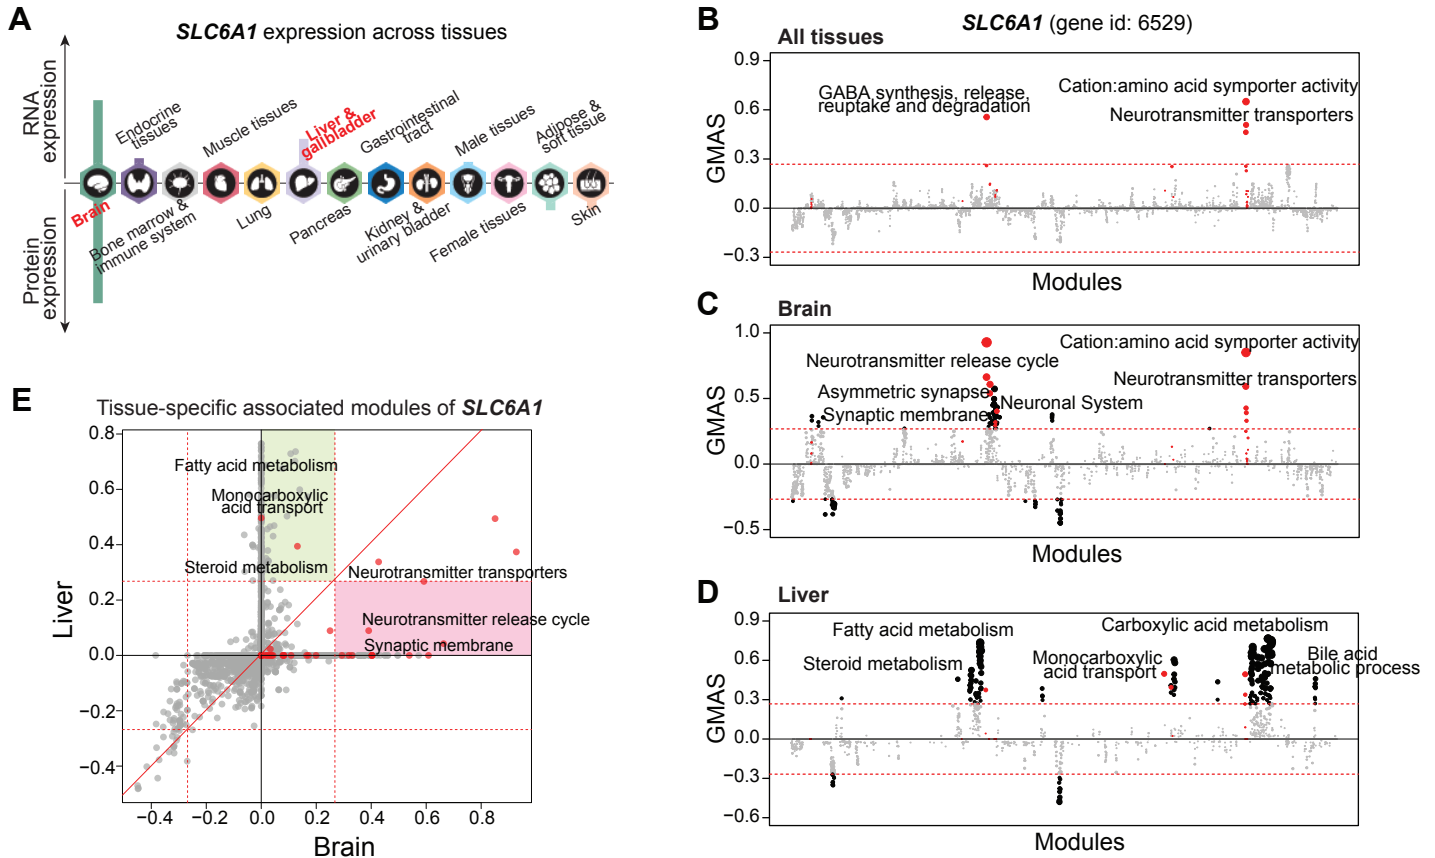 A
SLC6A1 expression across tissues
RNA
expression
Protein
expression
Brain
Endocrine
tissues
Bone marrow &
immune system
Muscle tissues
Lung
Liver &
gallbladder
Pancreas
Gastrointestinal
tract
Kidney &
urinary bladder
Male tissues
Female tissues
Adipose &
soft tissue
Skin
B
SLC6A1 (gene id: 6529)
All tissues
GMAS
0.9
0.6
0.3
0.0
−0.3
GABA synthesis, release,
reuptake and degradation
Cation:amino acid symporter activity
Neurotransmitter transporters
Modules
C
Brain
GMAS
1.0
0.5
0.0
−0.5
Neurotransmitter release cycle
Asymmetric synapse
Synaptic membrane
Neuronal System
Cation:amino acid symporter activity
Neurotransmitter transporters
Modules
D
Liver
GMAS
0.9
0.6
0.3
0.0
−0.3
−0.6
Fatty acid metabolism
Steroid metabolism
Monocarboxylic
acid transport
Carboxylic acid metabolism
Bile acid
metabolic process
Modules
E
Tissue-specific associated modules of SLC6A1
Liver
0.8
0.6
0.4
0.2
0.0
−0.2
−0.4
Fatty acid metabolism
Monocarboxylic
acid transport
Steroid metabolism
Neurotransmitter transporters
Neurotransmitter release cycle
Synaptic membrane
−0.4
−0.2
0.0
0.2
0.4
0.6
0.8
Brain